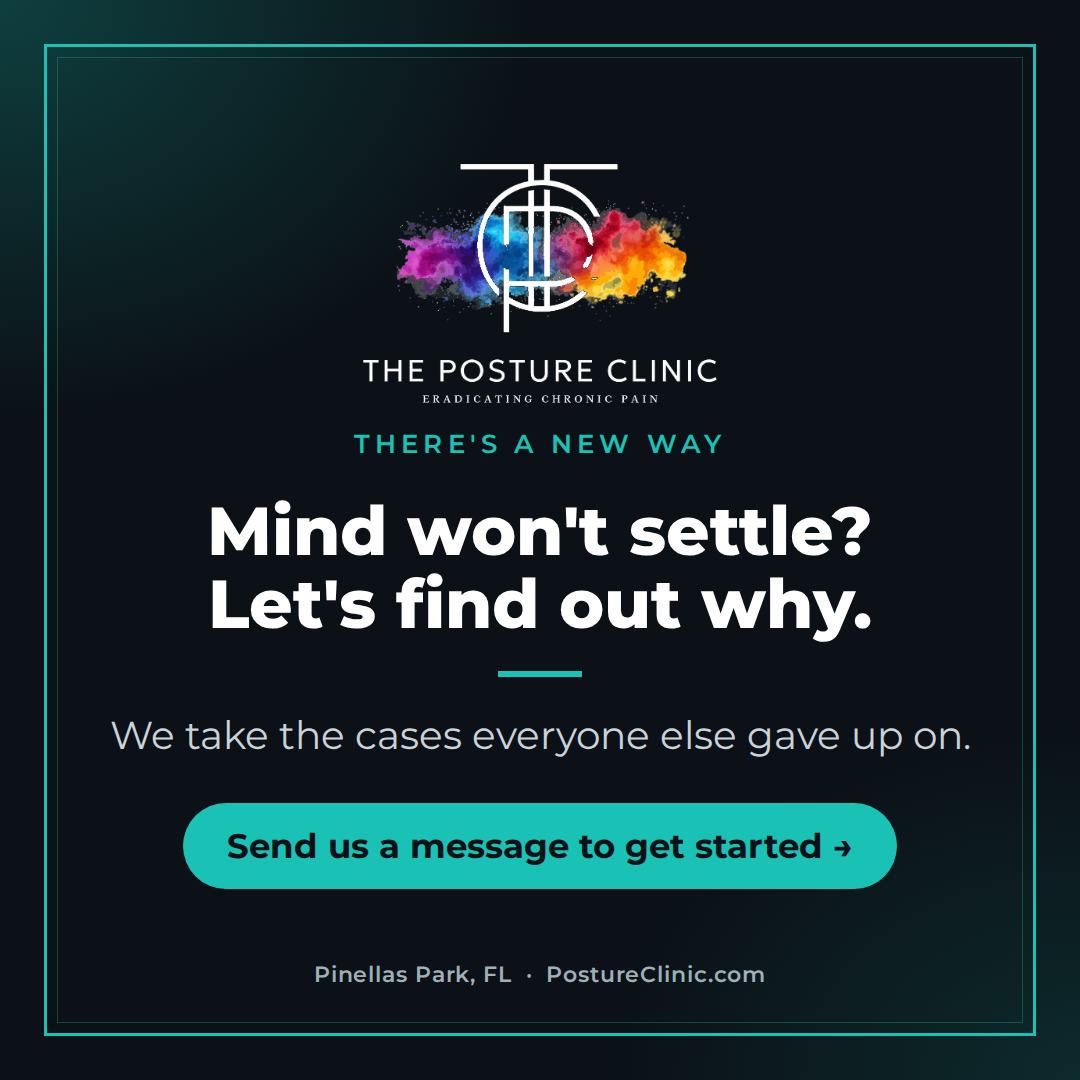 THE POSTURE CLINIC
ERADICATING CHRONIC PAIN
THERE'S A NEW WAY
Mind won't settle?
Let's find out why.
We take the cases everyone else gave up on.
Send us a message to get started →
Pinellas Park, FL · PostureClinic.com